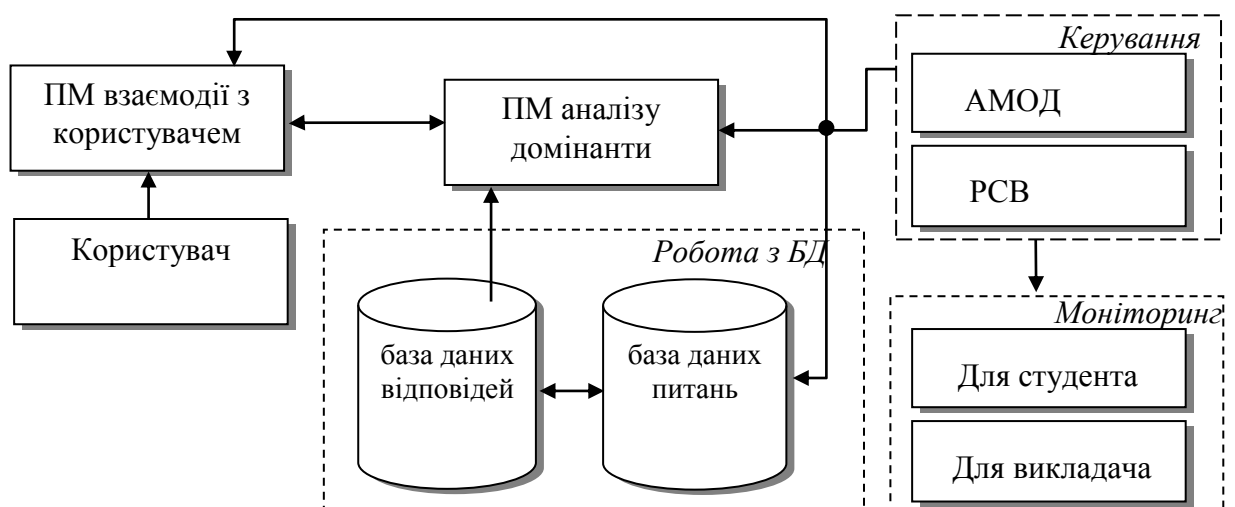 Керування
ПМ взаємодії з
користувачем
ПМ аналізу
домінанти
АМОД
РСВ
Користувач
Робота з БД
база даних
відповідей
база даних
питань
Моніторинг
Для студента
Для викладача